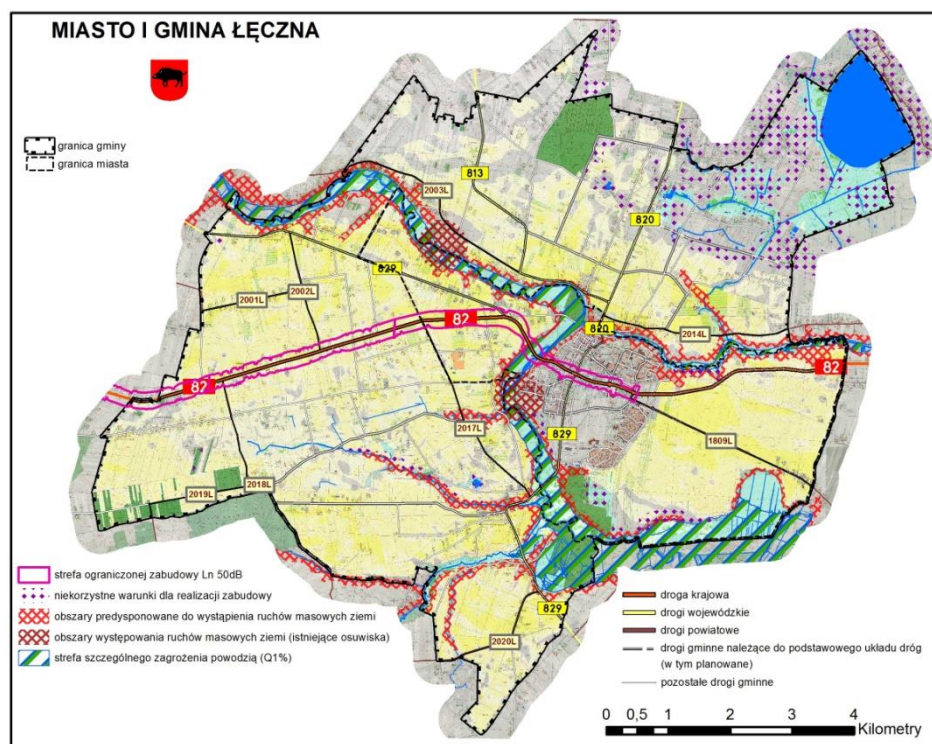 MIASTO I GMINA ŁĘCZNA
granica gminy
granica miasta
813
2003L
820
829
2001L
2002L
82
82
820
2014L
82
2017L
829
1809L
2019L
2018L
829
2020L
strefa ograniczonej zabudowy Ln 50dB
niekorzystne warunki dla realizacji zabudowy
obszary predysponowane do wystąpienia ruchów masowych ziemi
obszary występowania ruchów masowych ziemi (istniejące osuwiska)
strefa szczególnego zagrożenia powodzią (Q1%)
droga krajowa
drogi wojewódzkie
drogi powiatowe
drogi gminne należące do podstawowego układu dróg
(w tym planowane)
pozostałe drogi gminne
0 0,5 1 2 3 4
Kilometry